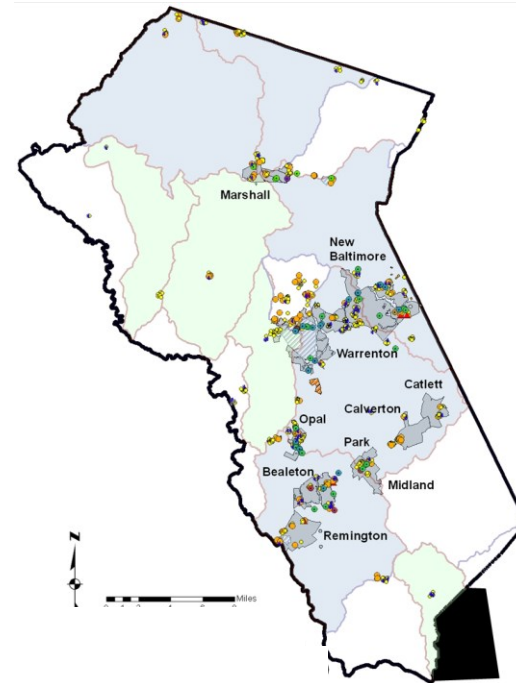 Marshall
New
Baltimore
Warrenton
Catlett
Calverton
Opal
Park
Bealeton
Midland
Remington
N
Miles